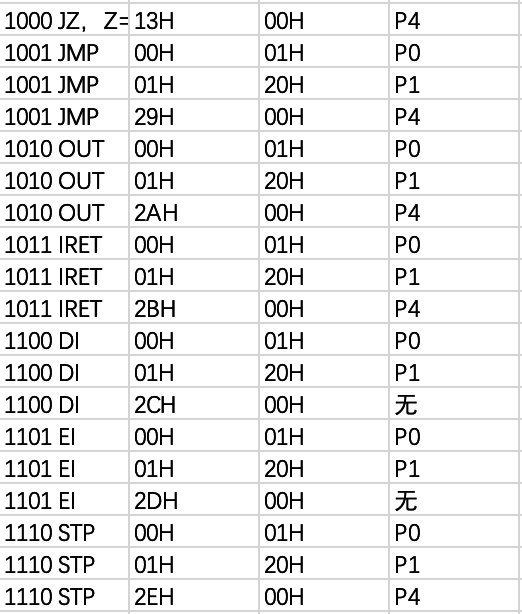 1000 JZ， Z= 13H 00H P4
1001 JMP 00H 01H P0
1001 JMP 01H 20H P1
1001 JMP 29H 00H P4
1010 OUT 00H 01H P0
1010 OUT 01H 20H P1
1010 OUT 2AH 00H P4
1011 IRET 00H 01H P0
1011 IRET 01H 20H P1
1011 IRET 2BH 00H P4
1100 DI 00H 01H P0
1100 DI 01H 20H P1
1100 DI 2CH 00H 无
1101 EI 00H 01H P0
1101 EI 01H 20H P1
1101 EI 2DH 00H 无
1110 STP 00H 01H P0
1110 STP 01H 20H P1
1110 STP 2EH 00H P4